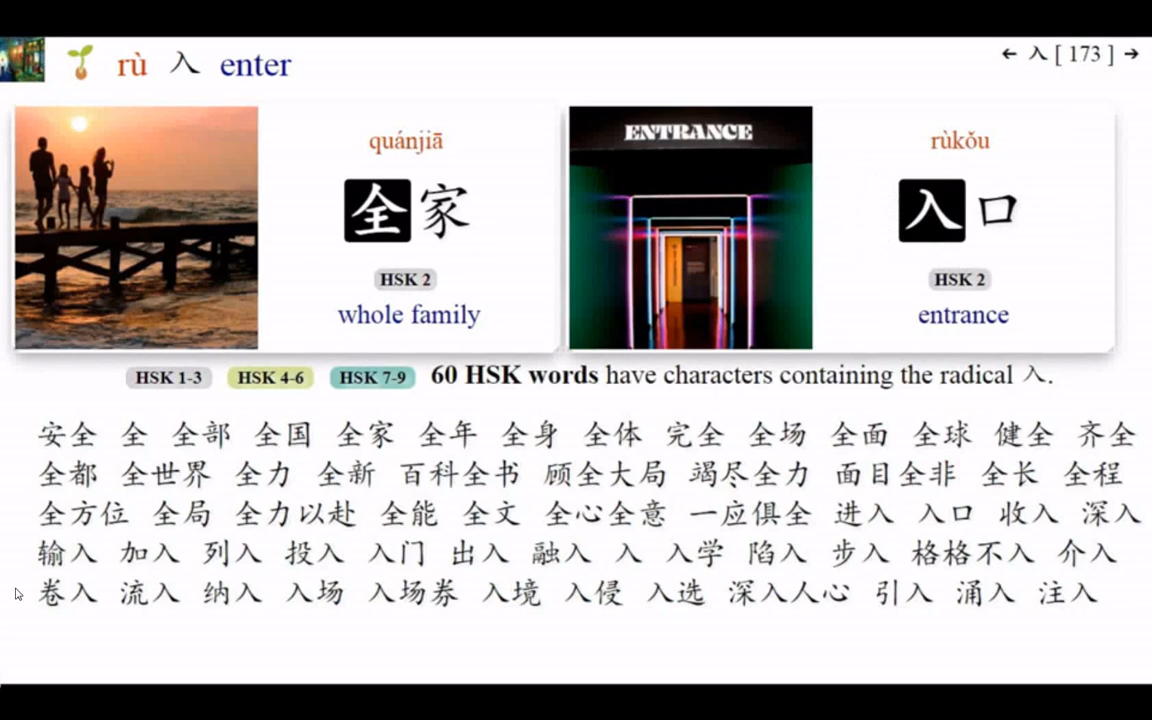 rù 入 enter
← 入 [ 173 ] →
quánjiā
全家
HSK 2
whole family
ENTRANCE
rùkǒu
入口
HSK 2
entrance
HSK 1-3 HSK 4-6 HSK 7-9 60 HSK words have characters containing the radical 入.
安全 全 全部 全国 全家 全年 全身 全体 完全 全场 全面 全球 健全 齐全
全都 全世界 全力 全新 百科全书 顾全大局 竭尽全力 面目全非 全长 全程
全方位 全局 全力以赴 全能 全文 全心全意 一应俱全 进入 入口 收入 深入
输入 加入 列入 投入 入门 出入 融入 入 入学 陷入 步入 格格不入 介入
卷入 流入 纳入 入场 入场券 入境 入侵 入选 深入人心 引入 涌入 注入